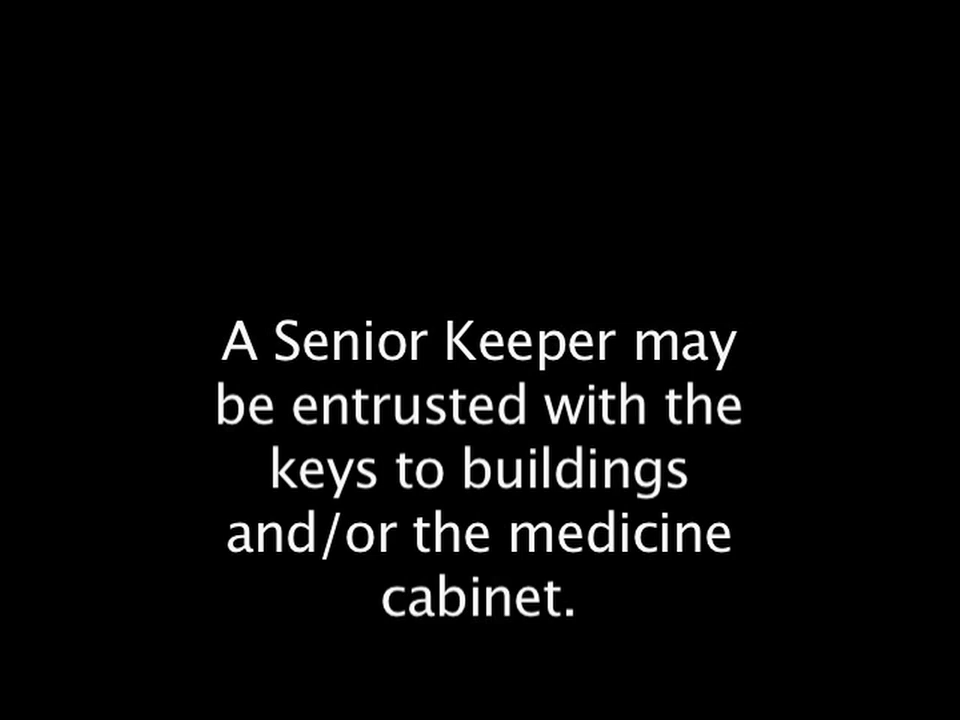 A Senior Keeper may
be entrusted with the
keys to buildings
and/or the medicine
cabinet.